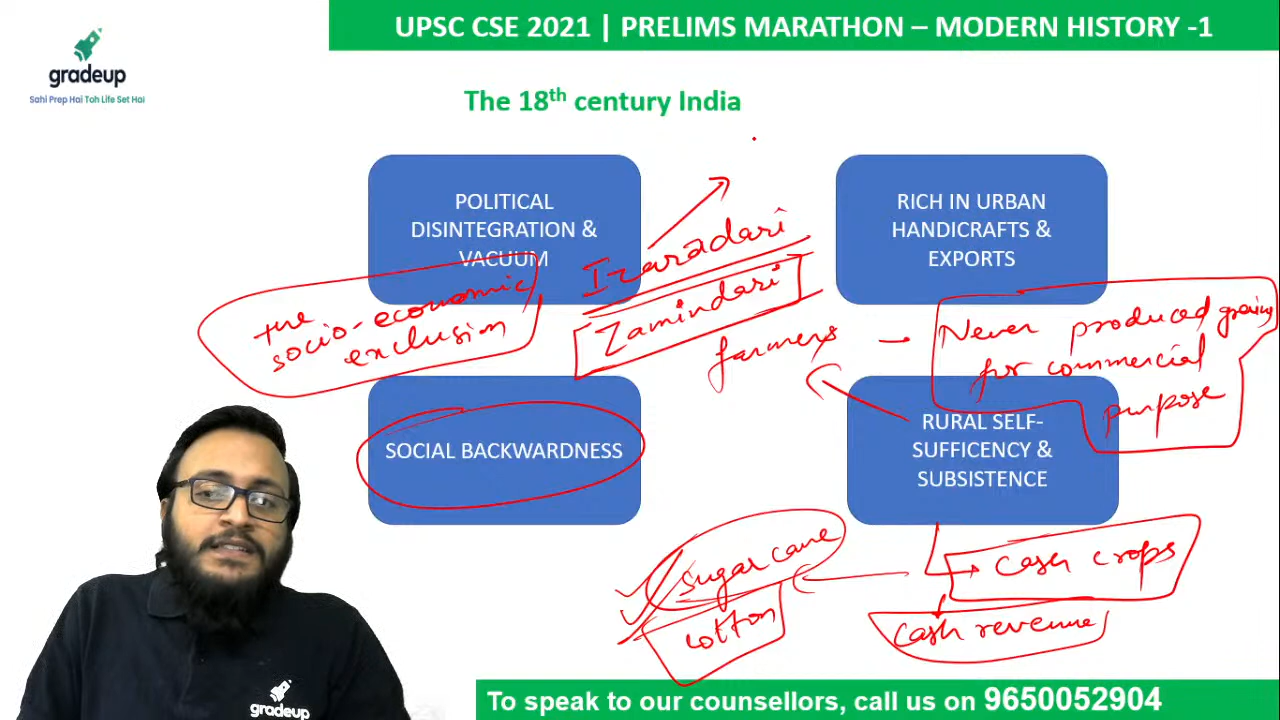 UPSC CSE 2021 | PRELIMS MARATHON – MODERN HISTORY -1
gradeup
Sahi Prep Hai Toh Life Set Hai
The 18th century India
POLITICAL
DISINTEGRATION &
VACUUM
RICH IN URBAN
HANDICRAFTS &
EXPORTS
Izaradari
Zamindari
farmers –
the
socio-economic
exclusion
Never produced grains
for commercial
purpose
SOCIAL BACKWARDNESS
RURAL SELF-
SUFFICENCY &
SUBSISTENCE
sugarcane
cotton
cash crops
cash revenue
gradeup
To speak to our counsellors, call us on 9650052904